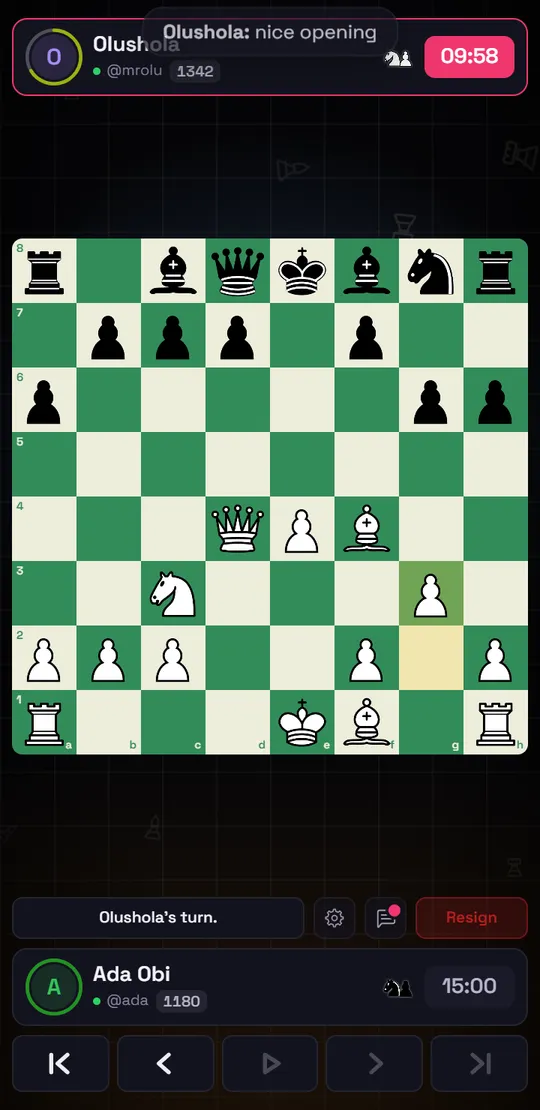 Olushola: nice opening
O
Olushola
@mrolu 1342
09:58
8
7
6
5
4
3
2
1
a b c d e f g h
Olushola's turn.
Resign
A
Ada Obi
@ada 1180
15:00